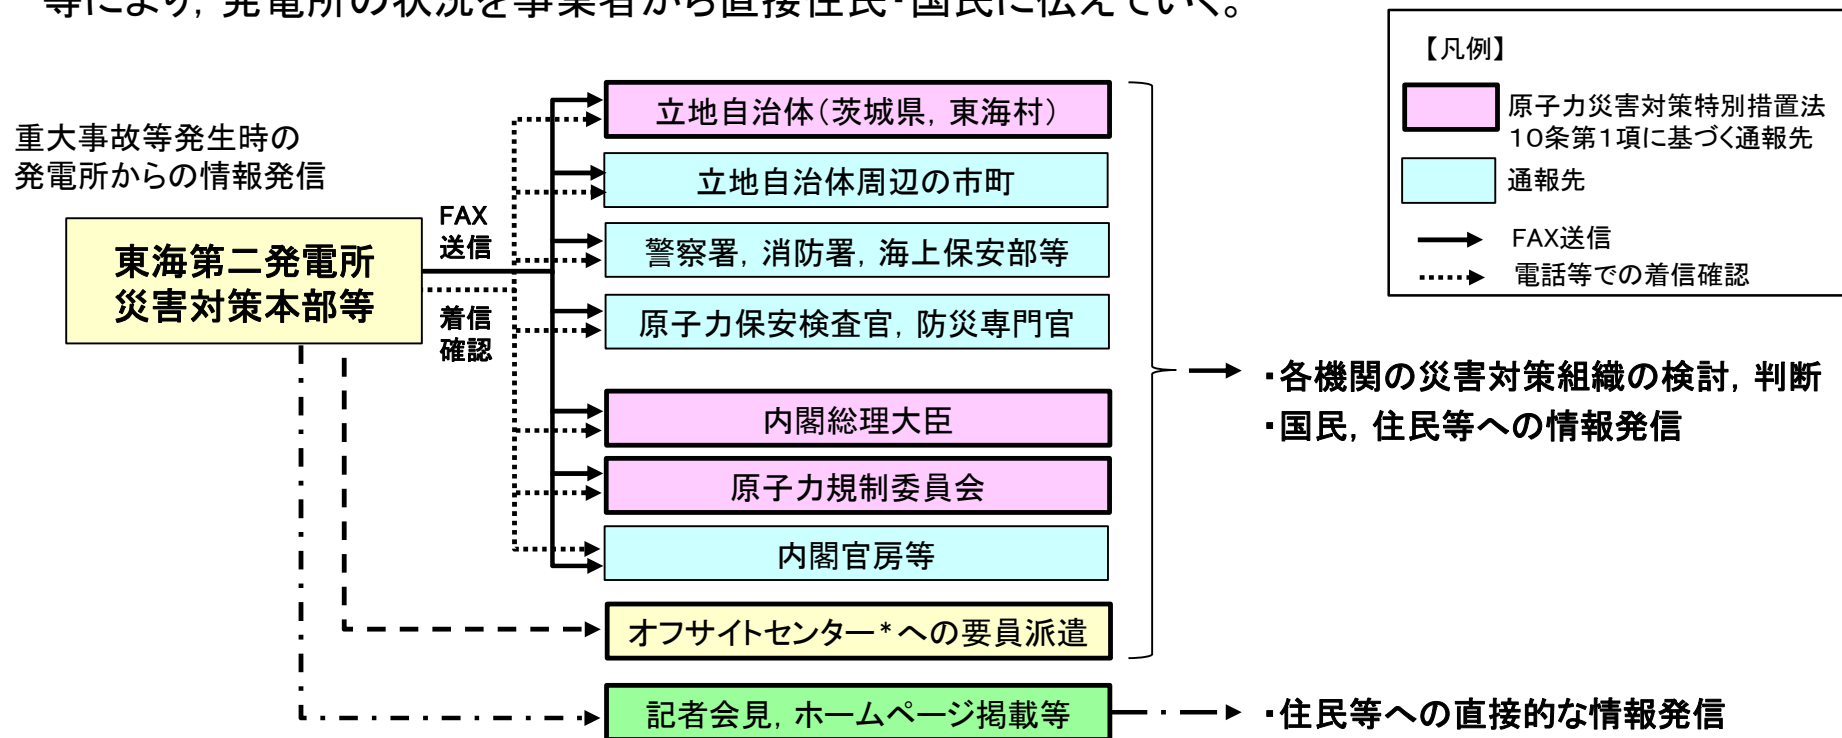 等により，発電所の状況を事業者から直接住民・国民に伝えていく。
【凡例】
原子力災害対策特別措置法
１０条第１項に基づく通報先
通報先
FAX送信
電話等での着信確認
重大事故等発生時の
発電所からの情報発信
東海第二発電所
災害対策本部等
FAX
送信
着信
確認
立地自治体（茨城県，東海村）
立地自治体周辺の市町
警察署，消防署，海上保安部等
原子力保安検査官，防災専門官
内閣総理大臣
原子力規制委員会
内閣官房等
オフサイトセンター＊への要員派遣
記者会見，ホームページ掲載等
・各機関の災害対策組織の検討，判断
・国民，住民等への情報発信
・住民等への直接的な情報発信